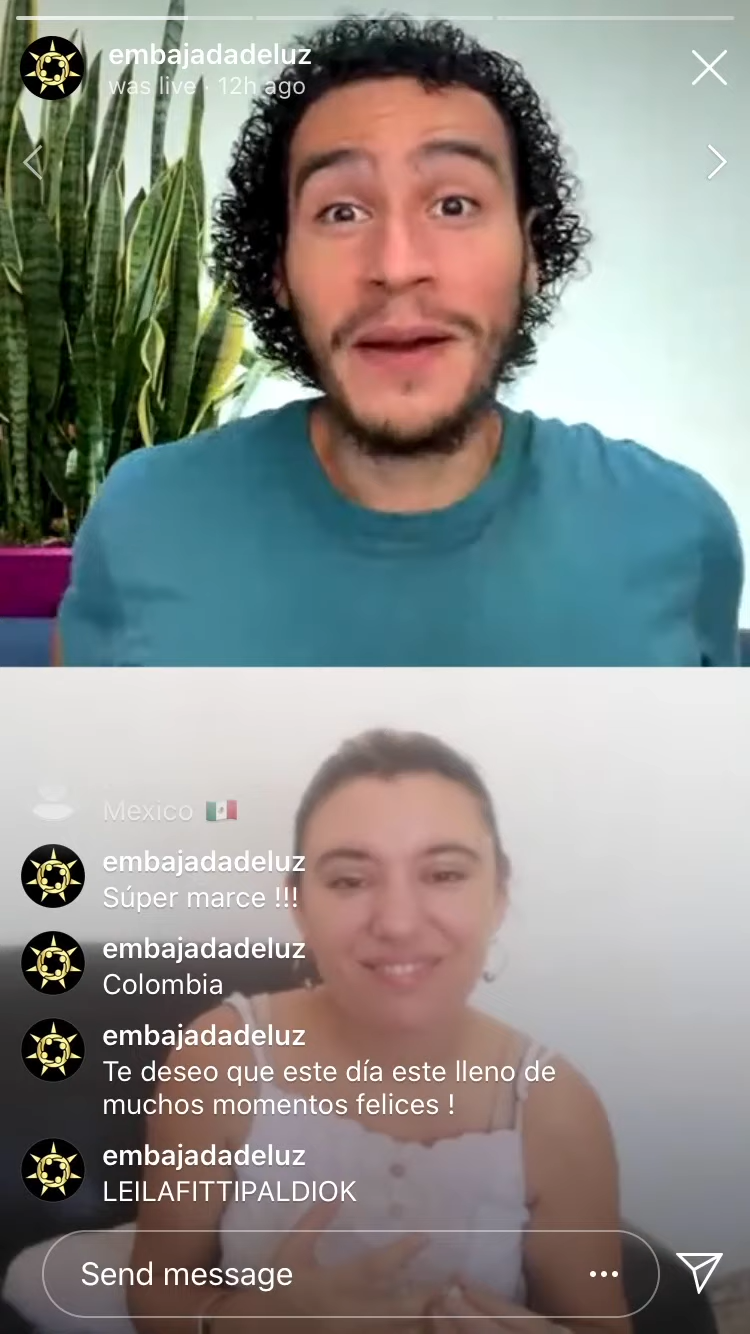 embajadadeluz
was live · 12h ago
Mexico 🇲🇽
embajadadeluz
Súper marce !!!
embajadadeluz
Colombia
embajadadeluz
Te deseo que este día este lleno de
muchos momentos felices !
embajadadeluz
LEILAFITTIPALDIOK
Send message